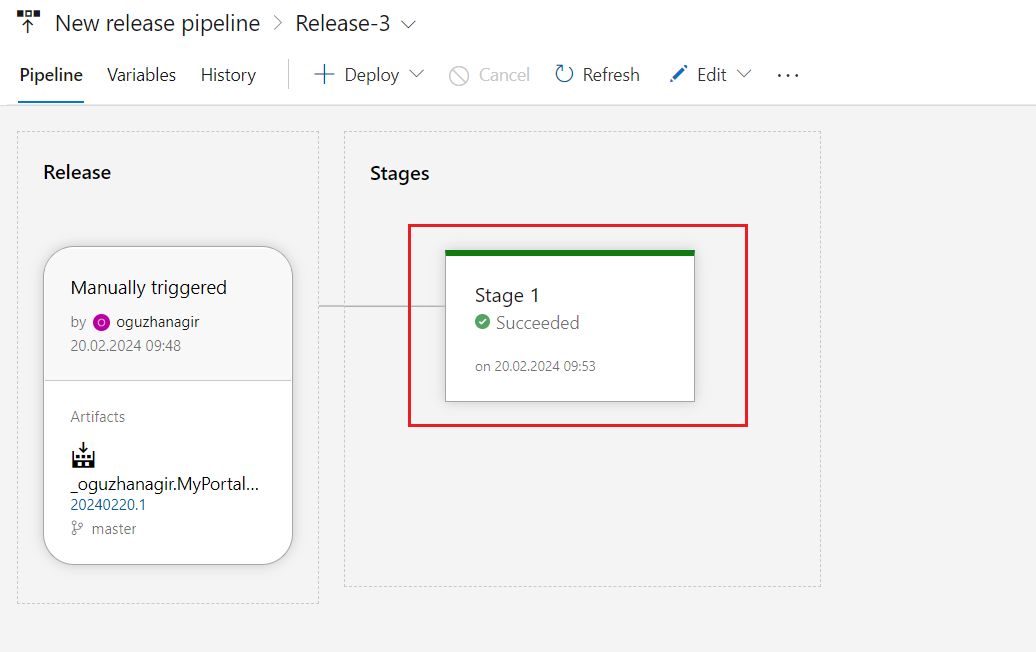 New release pipeline > Release-3
Pipeline Variables History Deploy Cancel Refresh Edit ...
Release
Manually triggered
by O oguzhanagir
20.02.2024 09:48
Artifacts
_oguzhanagir.MyPortal...
20240220.1
master
Stages
Stage 1
Succeeded
on 20.02.2024 09:53